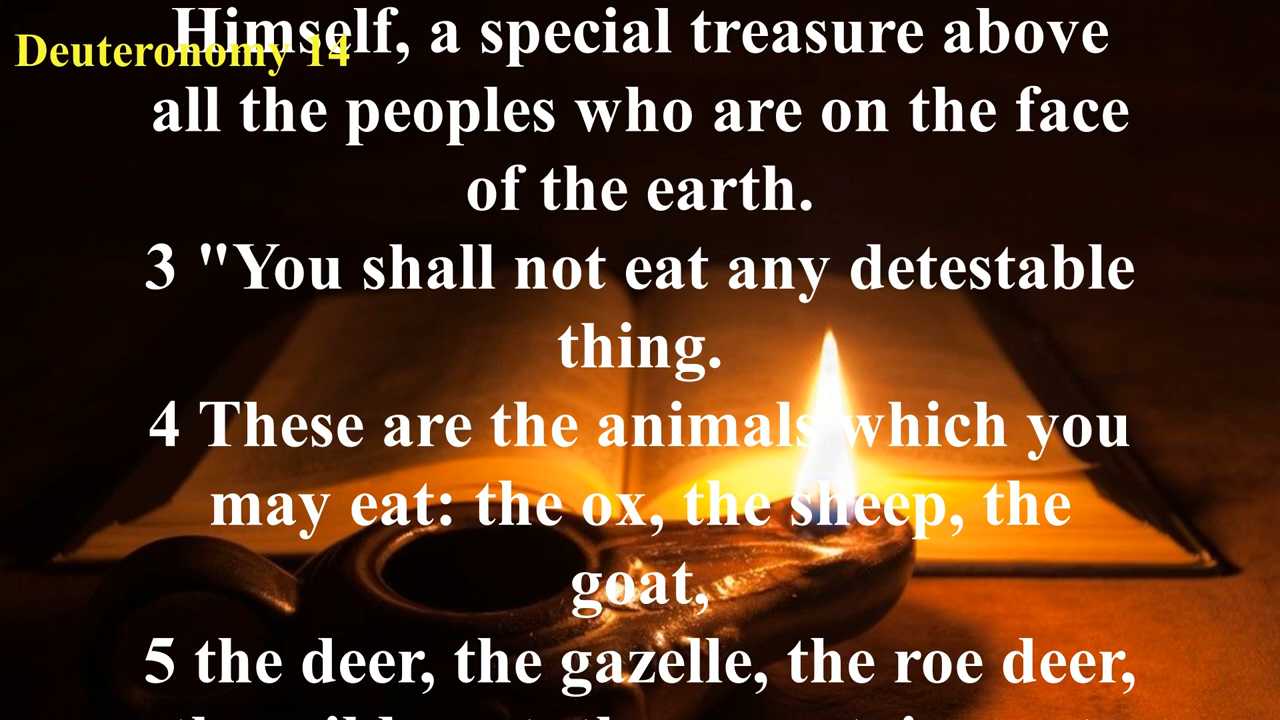 Deuteronomy 14
Himself, a special treasure above
all the peoples who are on the face
of the earth.
3 "You shall not eat any detestable
thing.
4 These are the animals which you
may eat: the ox, the sheep, the
goat,
5 the deer, the gazelle, the roe deer,